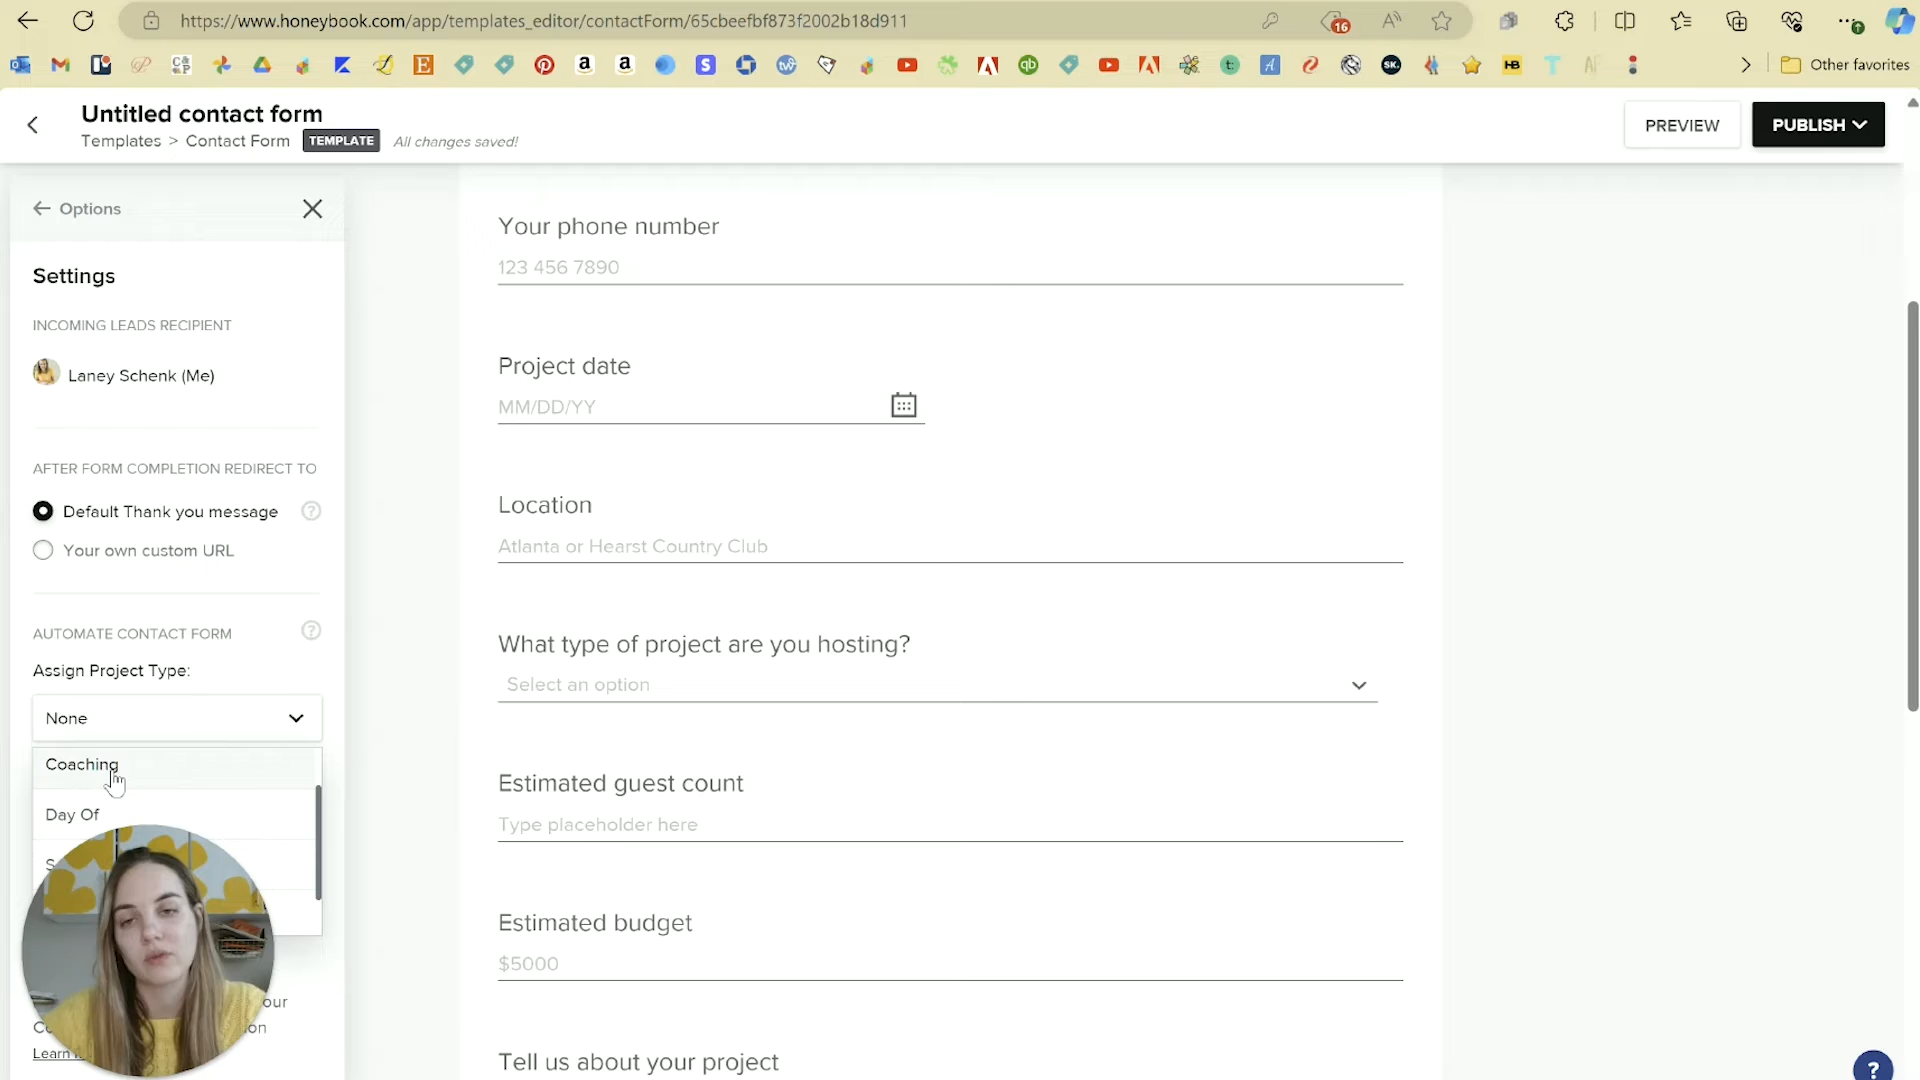 https://www.honeybook.com/app/templates_editor/contactForm/65cbeefbf873f2002b18d911
16
Other favorites
Untitled contact form
Templates > Contact Form TEMPLATE All changes saved!
PREVIEW
PUBLISH
Options
Settings
INCOMING LEADS RECIPIENT
Laney Schenk (Me)
AFTER FORM COMPLETION REDIRECT TO
Default Thank you message
Your own custom URL
AUTOMATE CONTACT FORM
Assign Project Type:
None
Coaching
Day Of
Your phone number
123 456 7890
Project date
MM/DD/YY
Location
Atlanta or Hearst Country Club
What type of project are you hosting?
Select an option
Estimated guest count
Type placeholder here
Estimated budget
$5000
Tell us about your project
Learn
?